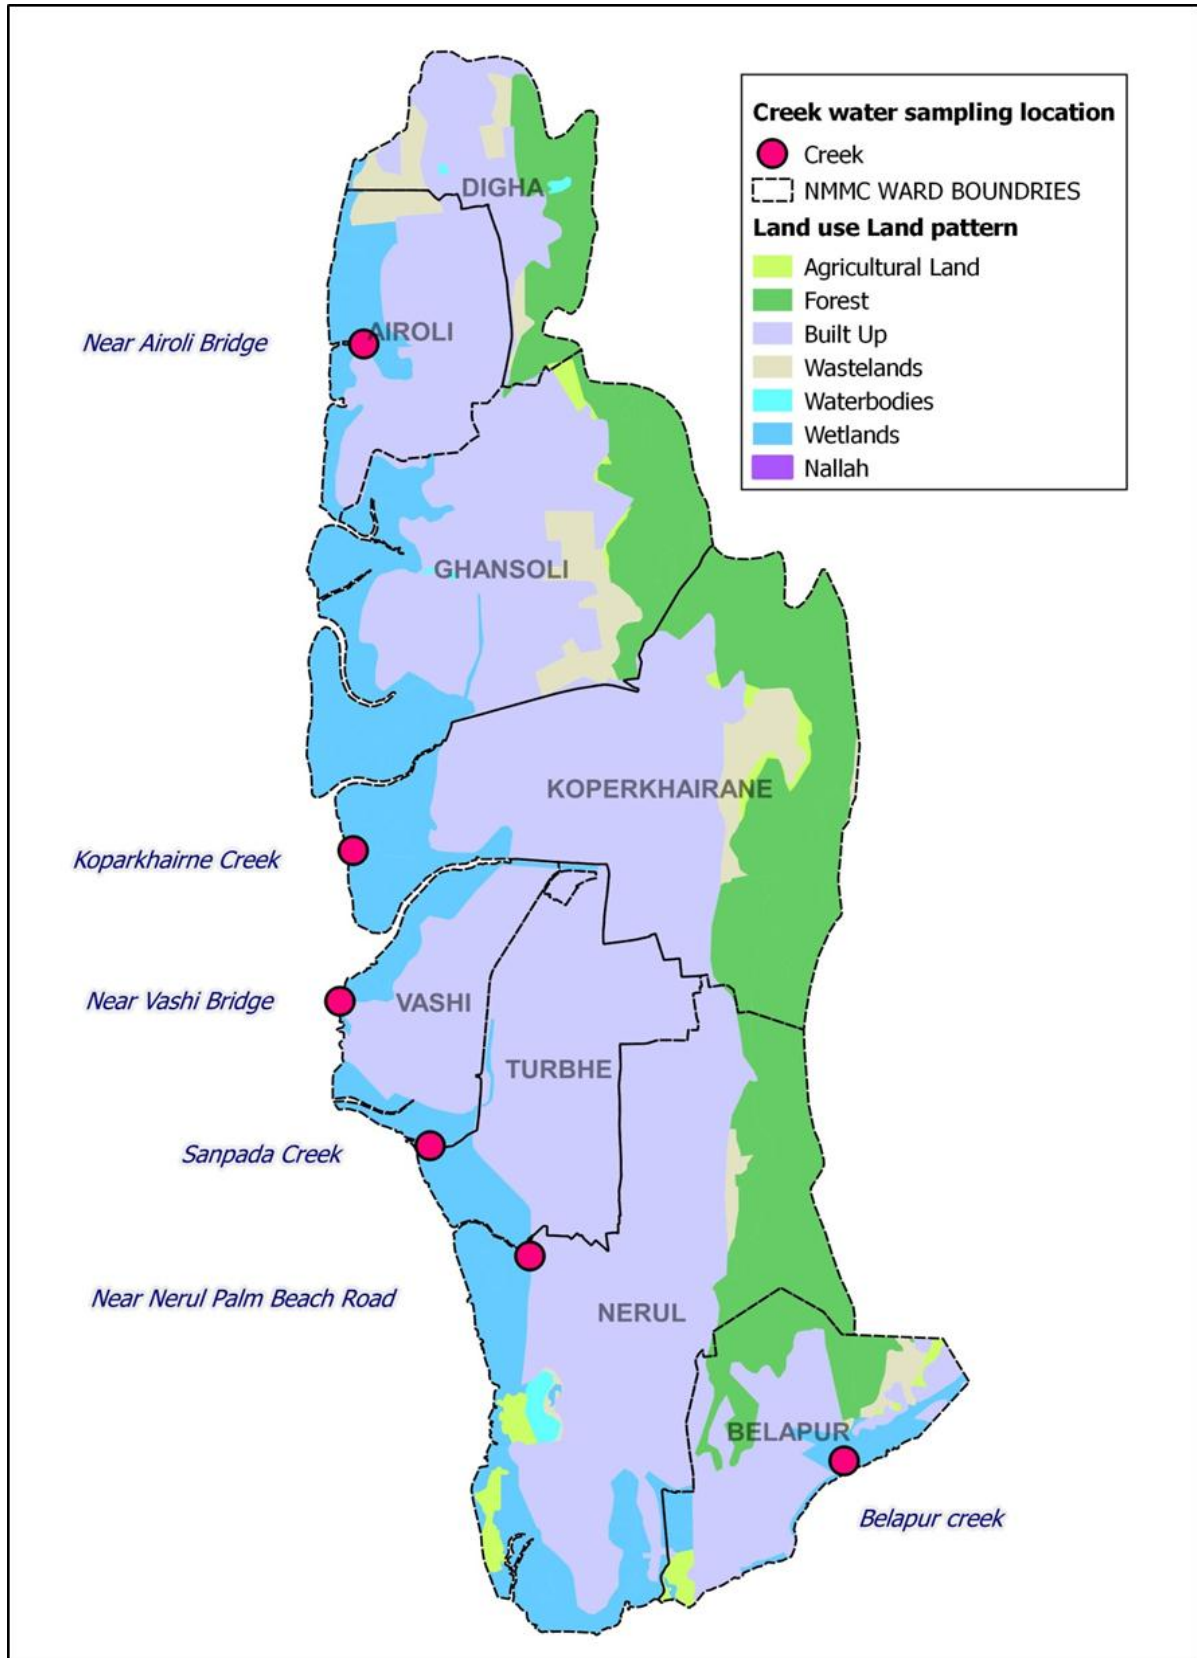 Creek water sampling location
Creek
NMMC WARD BOUNDRIES
Land use Land pattern
Agricultural Land
Forest
Built Up
Wastelands
Waterbodies
Wetlands
Nallah
DIGHA
AIROLI
Near Airoli Bridge
GHANSOLI
KOPERKHAIRANE
Koparkhairne Creek
Near Vashi Bridge
VASHI
TURBHE
Sanpada Creek
Near Nerul Palm Beach Road
NERUL
BELAPUR
Belapur creek